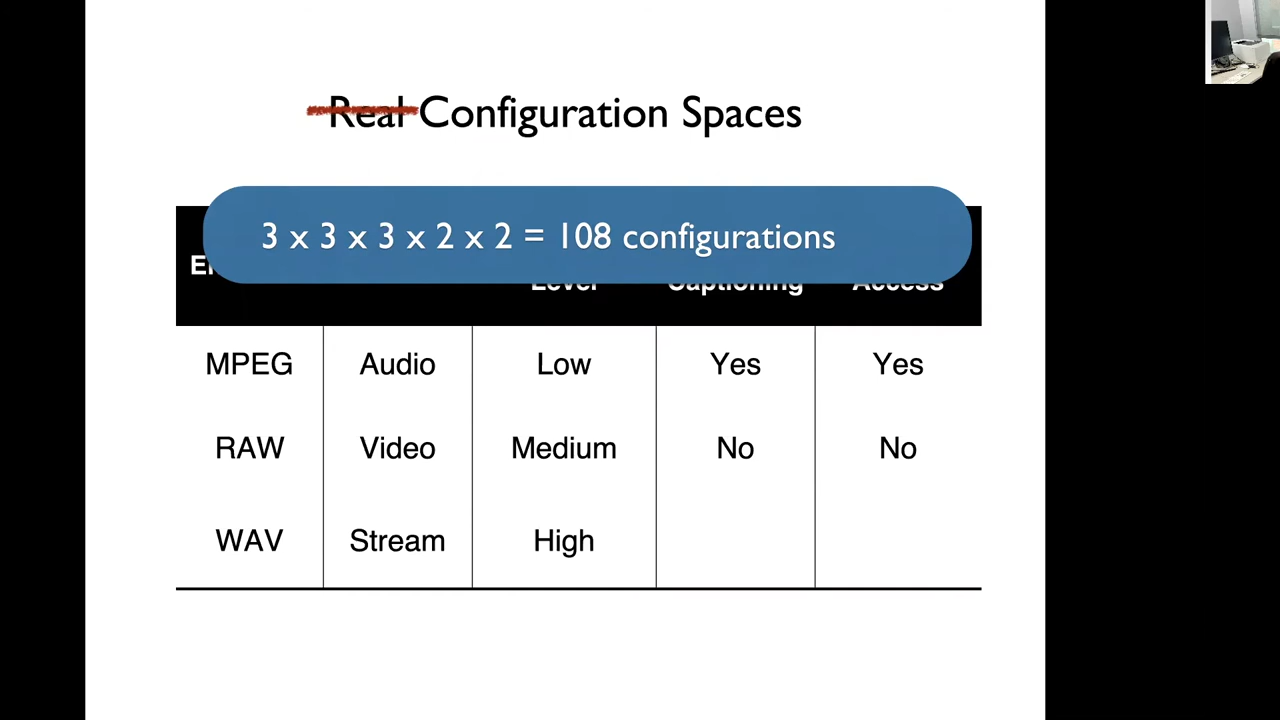 Real Configuration Spaces
3 x 3 x 3 x 2 x 2 = 108 configurations
Level Captioning Access
MPEG Audio Low Yes Yes
RAW Video Medium No No
WAV Stream High